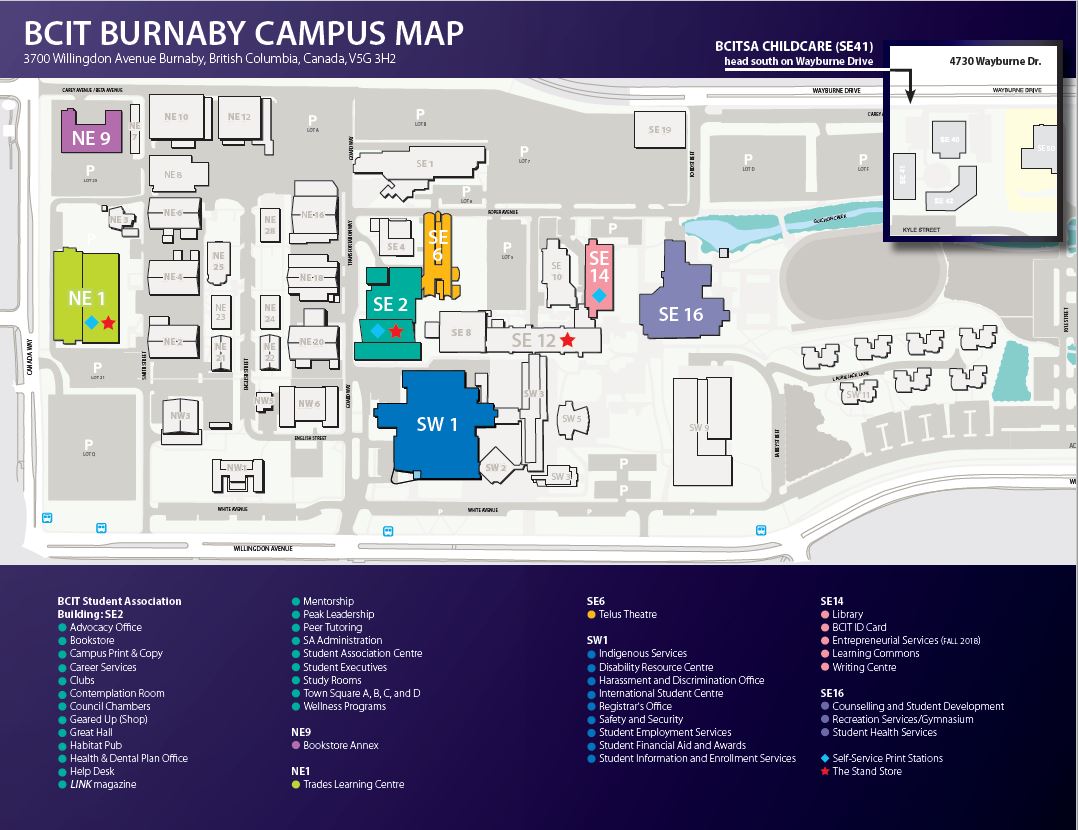 BCIT BURNABY CAMPUS MAP
3700 Willingdon Avenue Burnaby, British Columbia, Canada, V5G 3H2
BCITSA CHILDCARE (SE41)
head south on Wayburne Drive
4730 Wayburne Dr.
WAYBURNE DRIVE
WAYBURNE DRIVE
CAREY AVENUE / BETA AVENUE
NE 9
NE 10
NE 12
P
LOT A
P
LOT B
SE 19
P
LOT D
P
LOT E
SE 40
SE 41
SE 42
KYLE STREET
NE 8
SE 1
P
P
P
NE 3
NE 6
NE 28
NE 16
ROPER AVENUE
GUICHON CREEK
SE 4
SE 6
P
P
NE 1
NE 4
NE 25
NE 18
SE 2
SE 10
SE 14
SE 16
NE 23
NE 24
NE 2
NE 21
NE 22
NE 20
SE 8
SE 12
CANADA WAY
SMITH STREET
P
LOT 21
NW 3
NW 5
NW 6
SW 1
SW 3
SW 5
SW 9
SW 11
ENGLISH STREET
P
LOT Q
NW 1
SW 2
P
P
WHITE AVENUE
WHITE AVENUE
WILLINGDON AVENUE
BCIT Student Association
Building: SE2
Advocacy Office
Bookstore
Campus Print & Copy
Career Services
Clubs
Contemplation Room
Council Chambers
Geared Up (Shop)
Great Hall
Habitat Pub
Health & Dental Plan Office
Help Desk
LINK magazine
Mentorship
Peak Leadership
Peer Tutoring
SA Administration
Student Association Centre
Student Executives
Study Rooms
Town Square A, B, C, and D
Wellness Programs
NE9
Bookstore Annex
NE1
Trades Learning Centre
SE6
Telus Theatre
SW1
Indigenous Services
Disability Resource Centre
Harassment and Discrimination Office
International Student Centre
Registrar's Office
Safety and Security
Student Employment Services
Student Financial Aid and Awards
Student Information and Enrollment Services
SE14
Library
BCIT ID Card
Entrepreneurial Services (FALL 2018)
Learning Commons
Writing Centre
SE16
Counselling and Student Development
Recreation Services/Gymnasium
Student Health Services
Self-Service Print Stations
The Stand Store